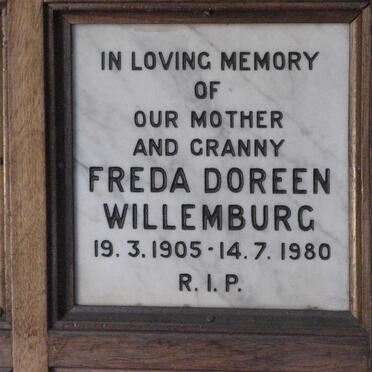 IN LOVING MEMORY
OF
OUR MOTHER
AND GRANNY
FREDA DOREEN
WILLEMBURG
19. 3. 1905 - 14. 7. 1980
R. I. P.